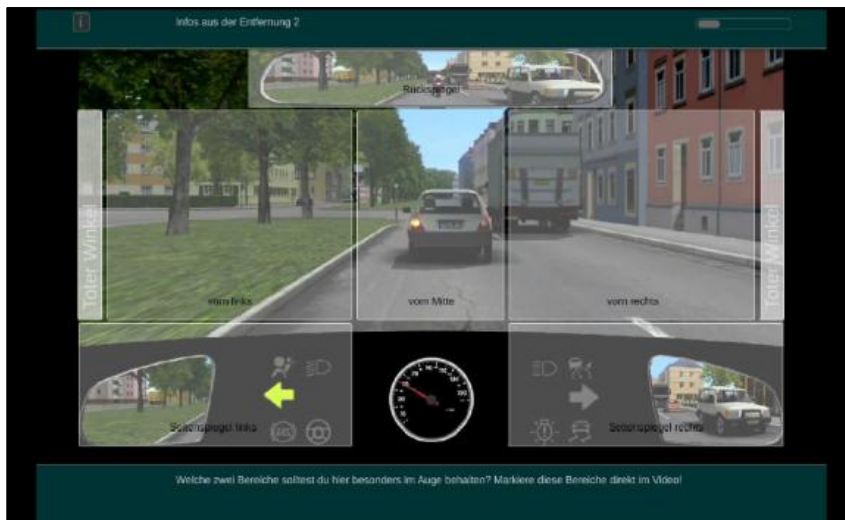 i
Infos aus der Entfernung 2
Rückspiegel
Toter Winkel
Toter Winkel
vorn links
vorn Mitte
vorn rechts
Seitenspiegel links
Seitenspiegel rechts
Welche zwei Bereiche solltest du hier besonders im Auge behalten? Markiere diese Bereiche direkt im Video!